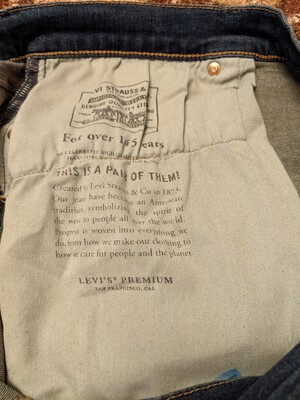 VI STRAUSS &
For over 1 5 ears
THIS IS A PAIR OF THEM!
Created by Levi Strauss & Co in 1873.
Our jeans have become an American
tradition, symbolizing the spirit of
the west to people all over the world.
Progress is woven into everything we
do, from how we make our clothing to
how we care for people and the planet.
LEVI'S® PREMIUM
SAN FRANCISCO, CAL